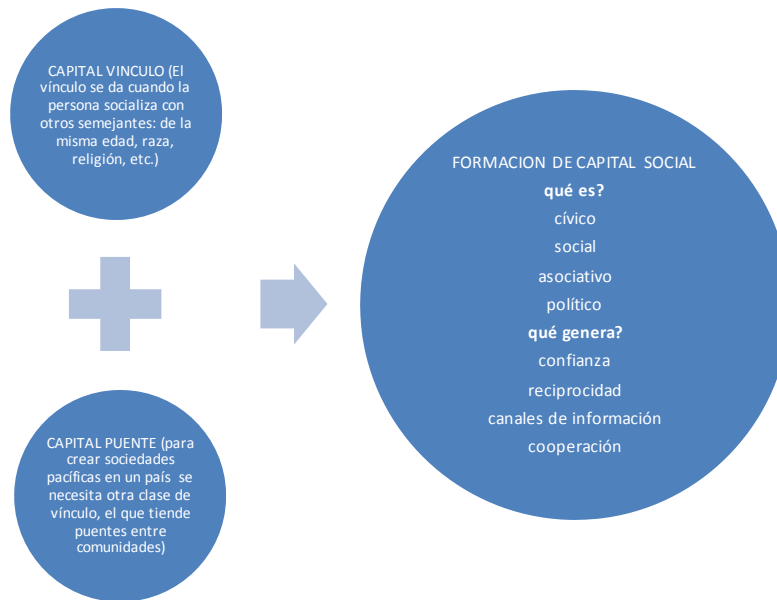 CAPITAL VINCULO (El
vínculo se da cuando la
persona socializa con
otros semejantes: de la
misma edad, raza,
religión, etc.)
CAPITAL PUENTE (para
crear sociedades
pacíficas en un país se
necesita otra clase de
vínculo, el que tiende
puentes entre
comunidades)
FORMACION DE CAPITAL SOCIAL
qué es?
cívico
social
asociativo
político
qué genera?
confianza
reciprocidad
canales de información
cooperación